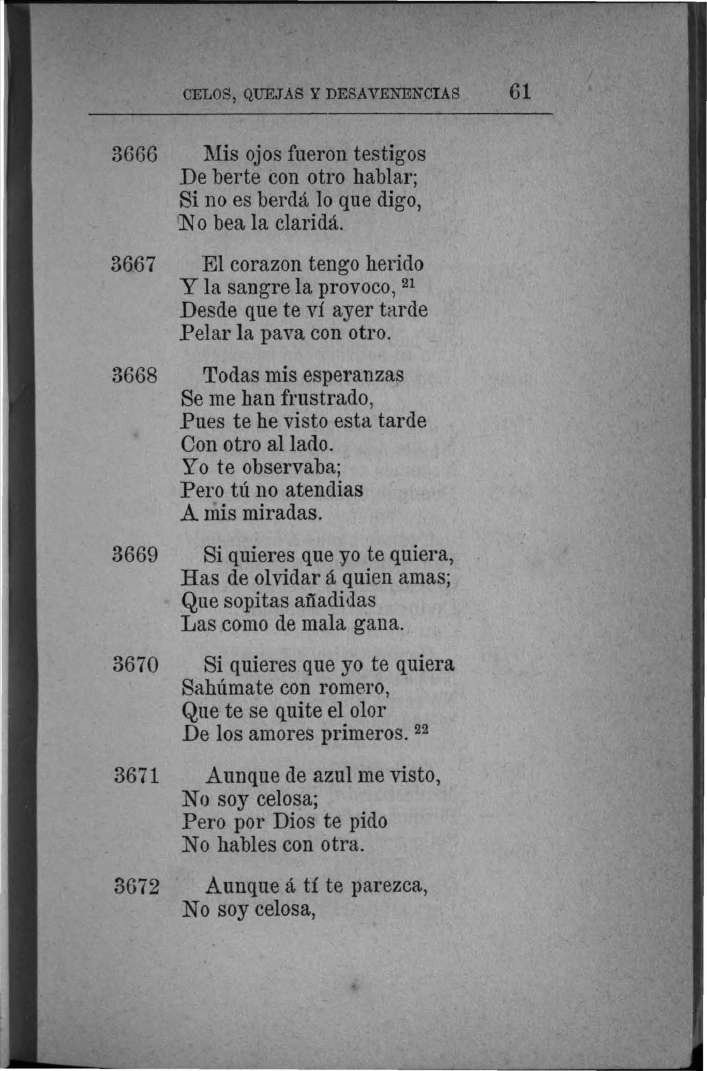 CELOS, QUEJAS Y DESAVENENCIAS 61
3666 Mis ojos fueron testigos
De berte con otro hablar;
Si no es berdá lo que digo,
No bea la claridá.
3667 El corazon tengo herido
Y la sangre la provoco, 21
Desde que te ví ayer tarde
Pelar la pava con otro.
3668 Todas mis esperanzas
Se me han frustrado,
Pues te he visto esta tarde
Con otro al lado.
Yo te observaba;
Pero tú no atendias
A mis miradas.
3669 Si quieres que yo te quiera,
Has de olvidar á quien amas;
Que sopitas añadidas
Las como de mala gana.
3670 Si quieres que yo te quiera
Sahúmate con romero,
Que te se quite el olor
De los amores primeros. 22
3671 Aunque de azul me visto,
No soy celosa;
Pero por Dios te pido
No hables con otra.
3672 Aunque á tí te parezca,
No soy celosa,